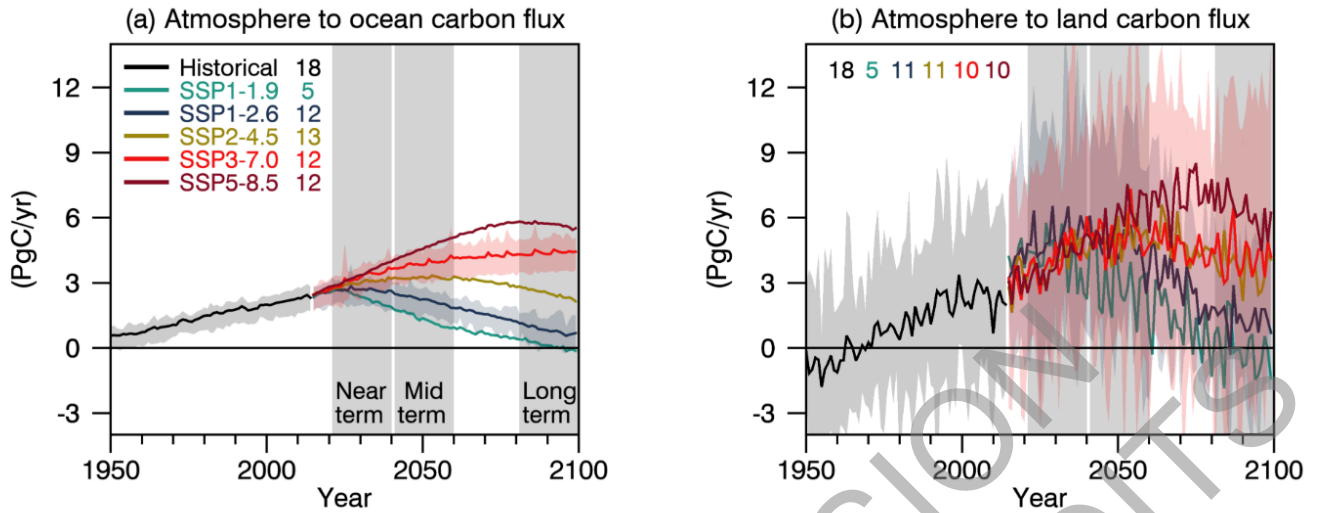 (a) Atmosphere to ocean carbon flux
12
9
6
3
0
-3
(PgC/yr)
Historical 18
SSP1-1.9 5
SSP1-2.6 12
SSP2-4.5 13
SSP3-7.0 12
SSP5-8.5 12
Near term
Mid term
Long term
1950 2000 2050 2100
Year
(b) Atmosphere to land carbon flux
12
9
6
3
0
-3
(PgC/yr)
18 5 11 11 10 10
1950 2000 2050 2100
Year
SION
ITS